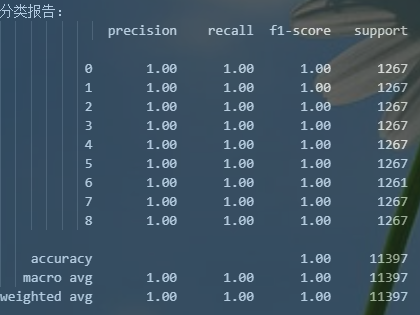 分类报告:
precision recall f1-score support
0 1.00 1.00 1.00 1267
1 1.00 1.00 1.00 1267
2 1.00 1.00 1.00 1267
3 1.00 1.00 1.00 1267
4 1.00 1.00 1.00 1267
5 1.00 1.00 1.00 1267
6 1.00 1.00 1.00 1261
7 1.00 1.00 1.00 1267
8 1.00 1.00 1.00 1267
accuracy 1.00 11397
macro avg 1.00 1.00 1.00 11397
weighted avg 1.00 1.00 1.00 11397